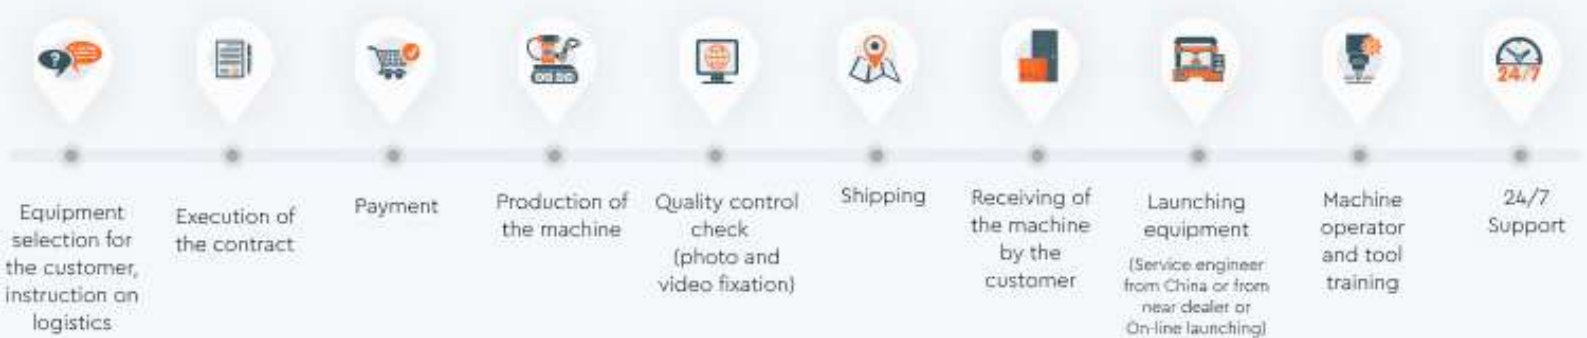 ?
24/7
Equipment
selection for
the customer,
instruction on
logistics
Execution of
the contract
Payment
Production of
the machine
Quality control
check
(photo and
video fixation)
Shipping
Receiving of
the machine
by the
customer
Launching
equipment
(Service engineer
from China or from
near dealer or
On-line launching)
Machine
operator
and tool
training
24/7
Support